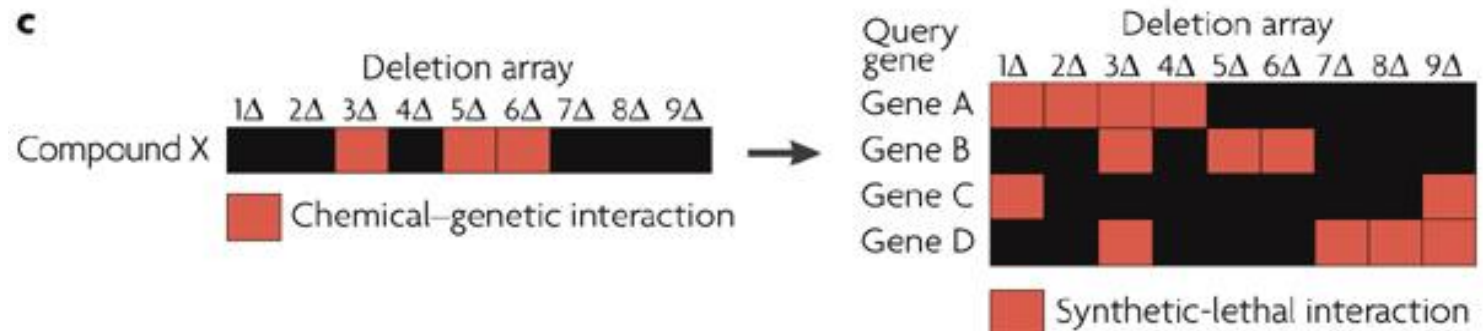 c
Deletion array
1Δ 2Δ 3Δ 4Δ 5Δ 6Δ 7Δ 8Δ 9Δ
Compound X
Chemical–genetic interaction
Query
gene
Deletion array
1Δ 2Δ 3Δ 4Δ 5Δ 6Δ 7Δ 8Δ 9Δ
Gene A
Gene B
Gene C
Gene D
Synthetic-lethal interaction